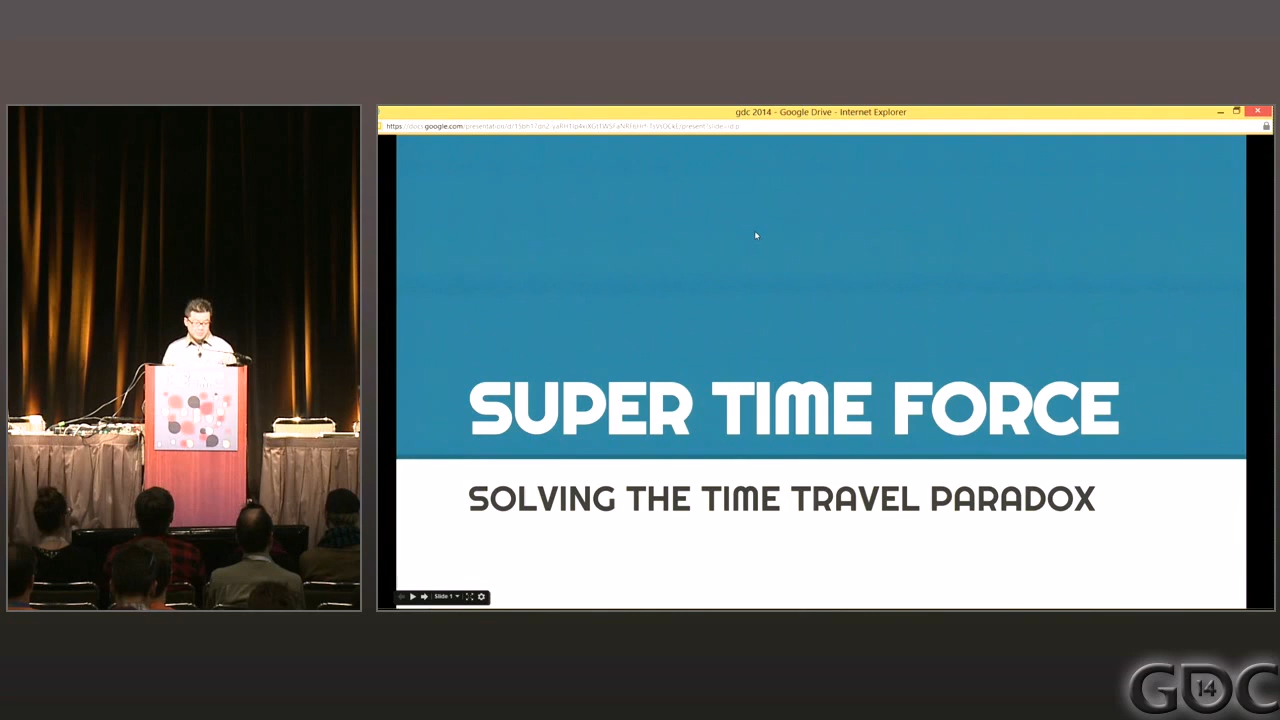 gdc 2014 - Google Drive - Internet Explorer
SUPER TIME FORCE
SOLVING THE TIME TRAVEL PARADOX
Slide 1
GDC
14